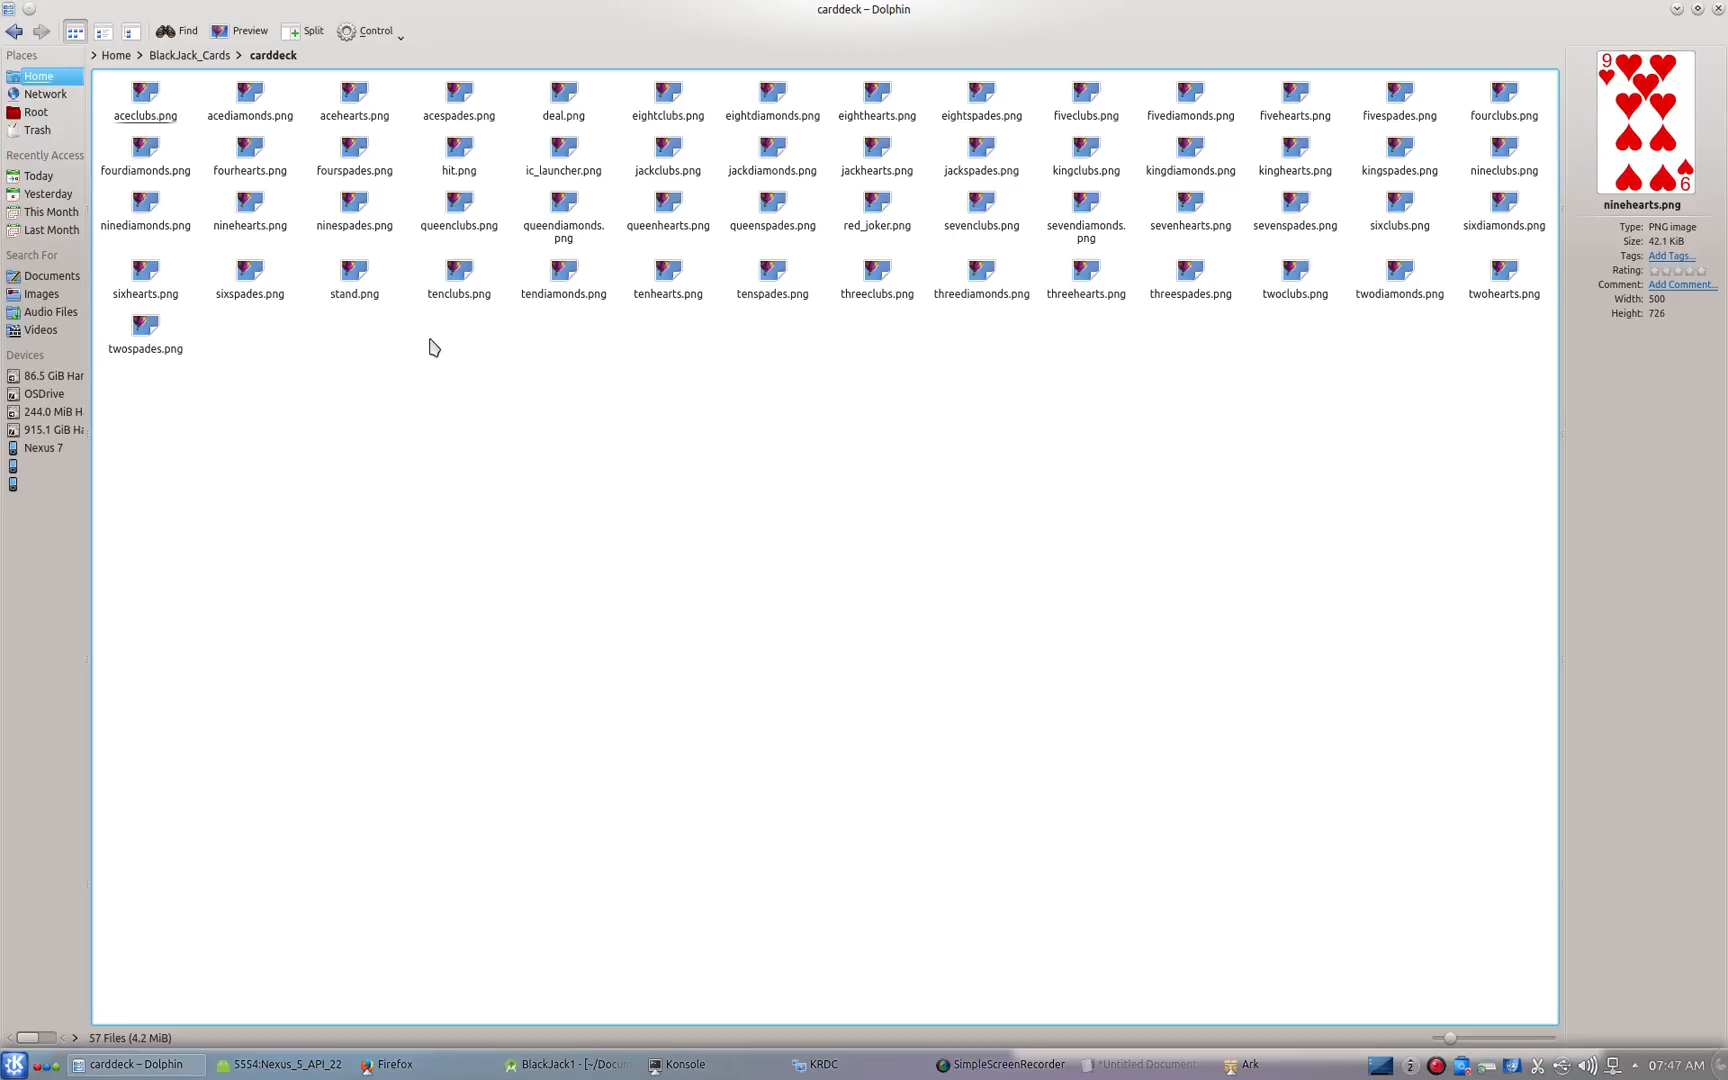 carddeck – Dolphin
Find Preview Split Control
Places
Home
Network
Root
Trash
Recently Access
Today
Yesterday
This Month
Last Month
Search For
Documents
Images
Audio Files
Videos
Devices
86.5 GiB Har
OSDrive
244.0 MiB H
915.1 GiB Ha
Nexus 7
> Home > BlackJack_Cards > carddeck
aceclubs.png acediamonds.png acehearts.png acespades.png deal.png eightclubs.png eightdiamonds.png eighthearts.png eightspades.png fiveclubs.png fivediamonds.png fivehearts.png fivespades.png fourclubs.png
fourdiamonds.png fourhearts.png fourspades.png hit.png ic_launcher.png jackclubs.png jackdiamonds.png jackhearts.png jackspades.png kingclubs.png kingdiamonds.png kinghearts.png kingspades.png nineclubs.png
ninediamonds.png ninehearts.png ninespades.png queenclubs.png queendiamonds. queenhearts.png queenspades.png red_joker.png sevenclubs.png sevendiamonds. sevenhearts.png sevenspades.png sixclubs.png sixdiamonds.png
png png
sixhearts.png sixspades.png stand.png tenclubs.png tendiamonds.png tenhearts.png tenspades.png threeclubs.png threediamonds.png threehearts.png threespades.png twoclubs.png twodiamonds.png twohearts.png
twospades.png
9
9
ninehearts.png
Type: PNG image
Size: 42.1 KiB
Tags: Add Tags...
Rating:
Comment: Add Comment...
Width: 500
Height: 726
57 Files (4.2 MiB)
carddeck – Dolphin 5554:Nexus_5_API_22 Firefox BlackJack1 - [~/Docu Konsole KRDC SimpleScreenRecorder *Untitled Document Ark 2 07:47 AM